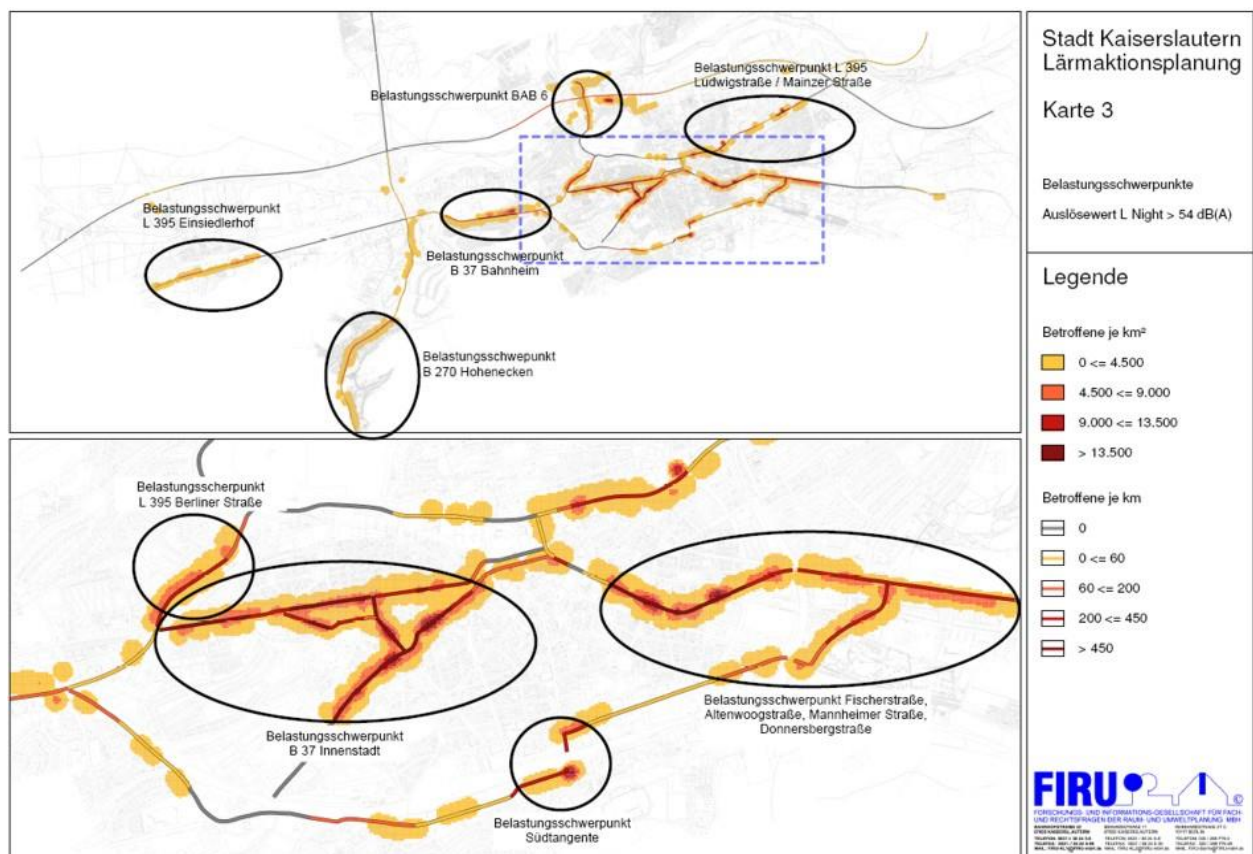 Belastungsschwerpunkt BAB 6
Belastungsschwerpunkt L 395
Ludwigstraße / Mainzer Straße
Belastungsschwerpunkt
L 395 Einsiedlerhof
Belastungsschwerpunkt
B 37 Bahnheim
Belastungsschwepunkt
B 270 Hohenecken
Belastungsscherpunkt
L 395 Berliner Straße
Belastungsschwerpunkt
B 37 Innenstadt
Belastungsschwerpunkt Fischerstraße,
Altenwoogstraße, Mannheimer Straße,
Donnersbergstraße
Belastungsschwerpunkt
Südtangente
Stadt Kaiserslautern
Lärmaktionsplanung
Karte 3
Belastungsschwerpunkte
Auslösewert L Night > 54 dB(A)
Legende
Betroffene je km²
0 <= 4.500
4.500 <= 9.000
9.000 <= 13.500
> 13.500
Betroffene je km
0
0 <= 60
60 <= 200
200 <= 450
> 450
FIRU ©
FORSCHUNGS- UND INFORMATIONS-GESELLSCHAFT FÜR FACH-
UND RECHTSFRAGEN DER RAUM- UND UMWELTPLANUNG MBH